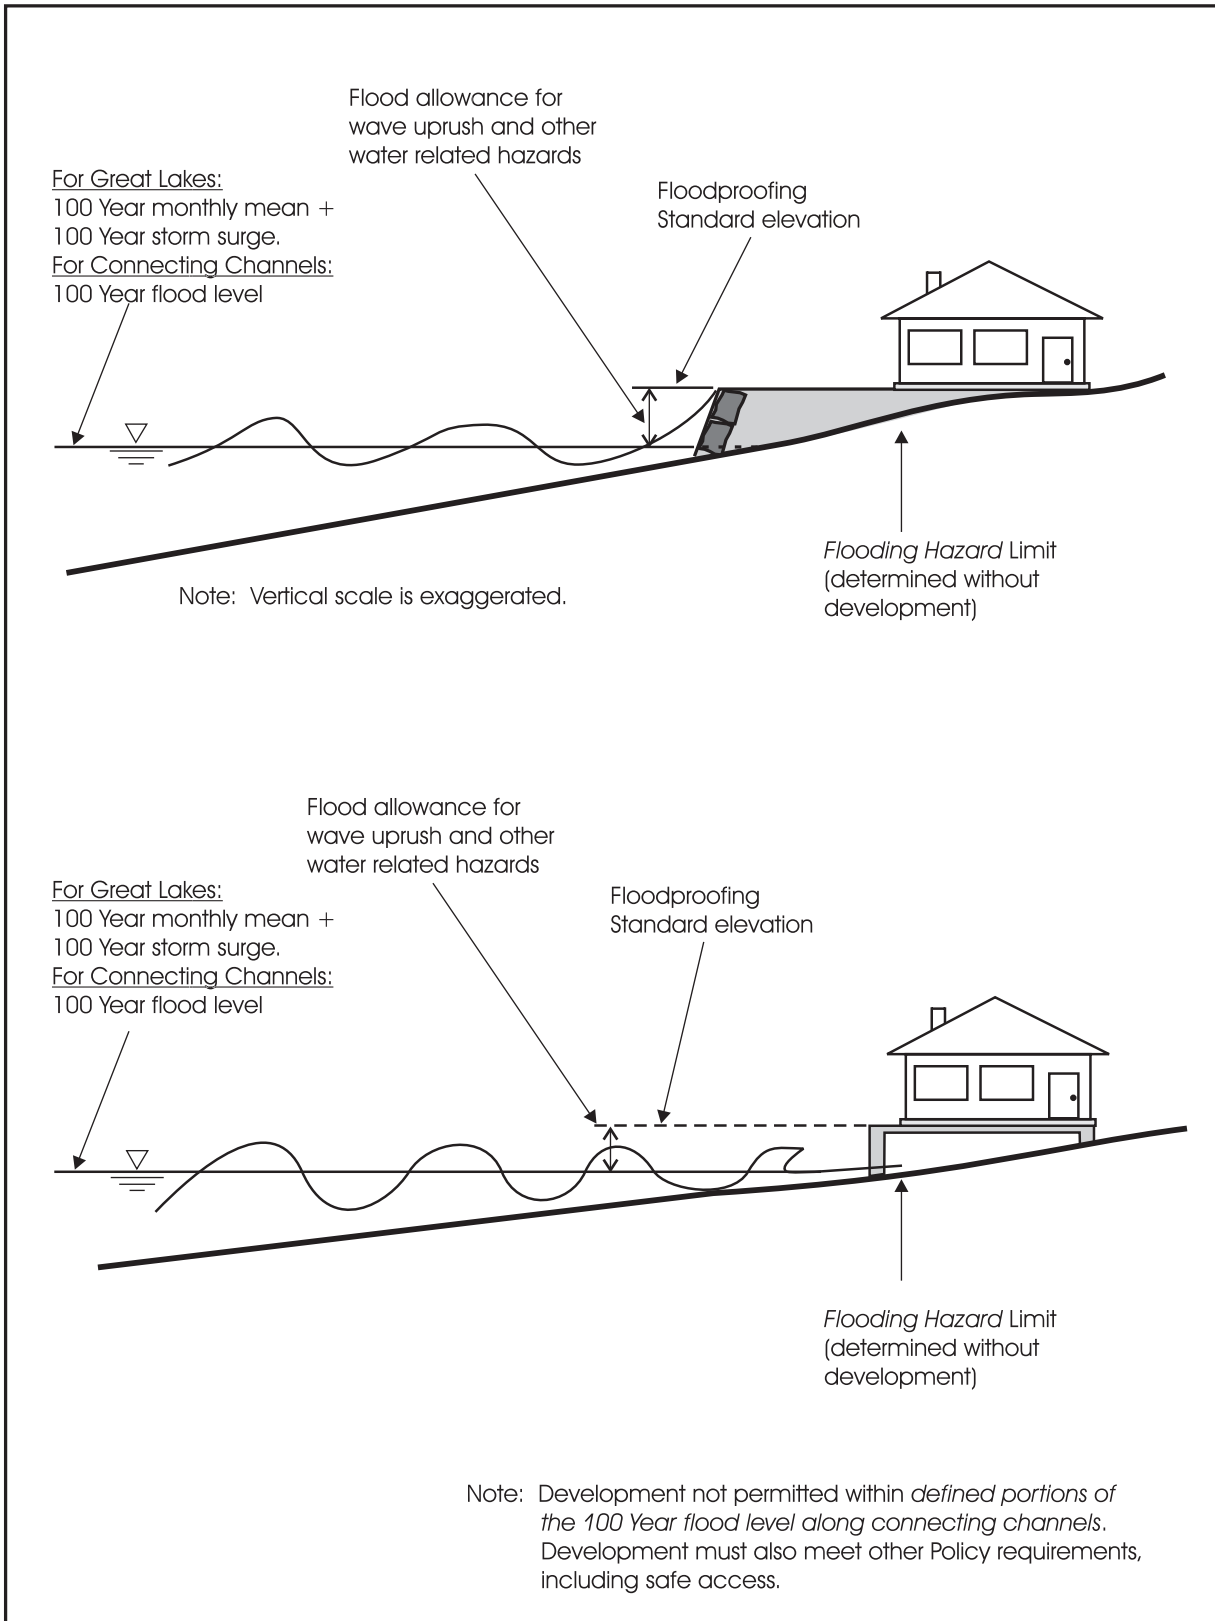 Flood allowance for
wave uprush and other
water related hazards
For Great Lakes:
100 Year monthly mean +
100 Year storm surge.
For Connecting Channels:
100 Year flood level
Floodproofing
Standard elevation
Flooding Hazard Limit
(determined without
development)
Note: Vertical scale is exaggerated.
Flood allowance for
wave uprush and other
water related hazards
For Great Lakes:
100 Year monthly mean +
100 Year storm surge.
For Connecting Channels:
100 Year flood level
Floodproofing
Standard elevation
Flooding Hazard Limit
(determined without
development)
Note: Development not permitted within defined portions of
the 100 Year flood level along connecting channels.
Development must also meet other Policy requirements,
including safe access.